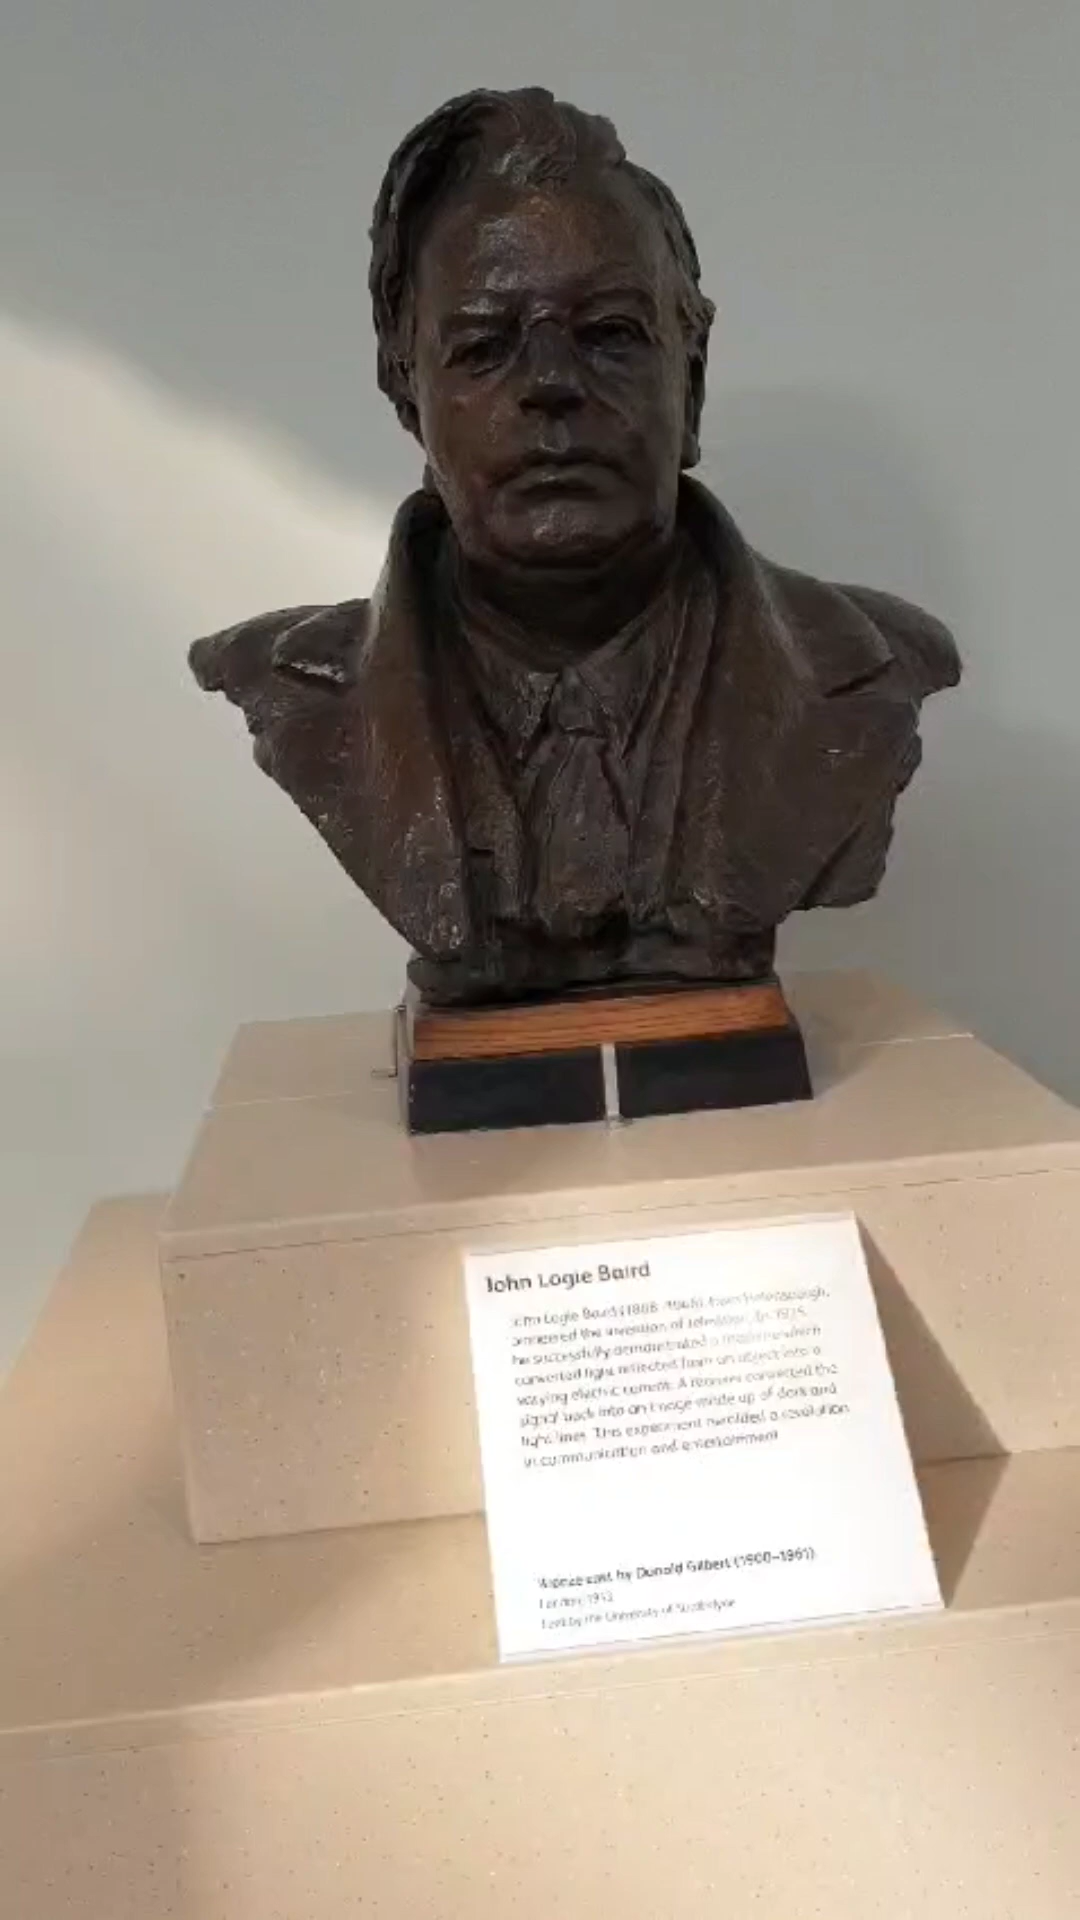 John Logie Baird
John Logie Baird (1888–1946), from Helensburgh,
pioneered the invention of television. In 1925,
he successfully demonstrated a machine which
converted light reflected from an object into a
varying electric current. A receiver converted the
signal back into an image made up of dark and
light lines. This experiment heralded a revolution
in communication and entertainment.
Bronze cast by Donald Gilbert (1900–1961)
London,
Lent by the University of Strathclyde